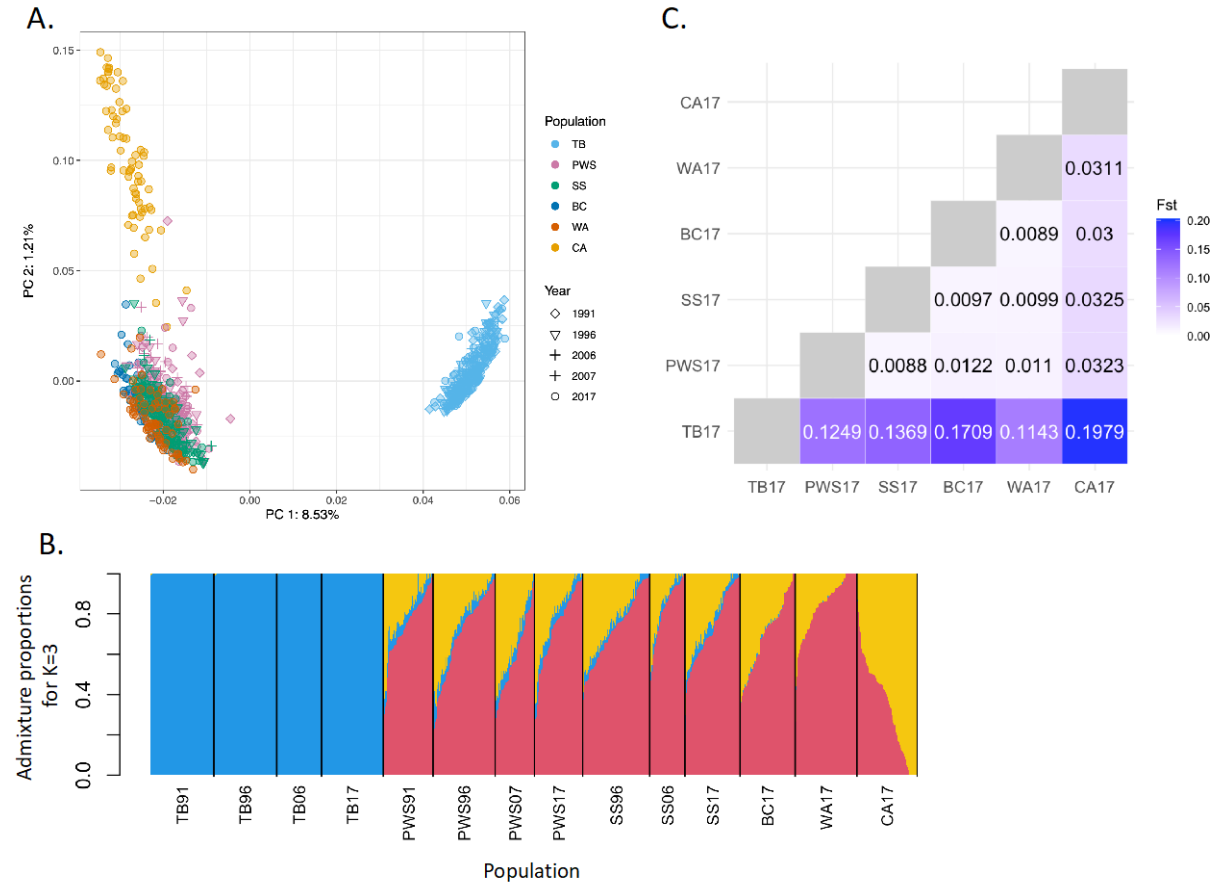 A.
0.15
0.10
0.05
0.00
PC 2: 1.21%
−0.02
0.00
0.02
0.04
0.06
PC 1: 8.53%
Population
TB
PWS
SS
BC
WA
CA
Year
1991
1996
2006
2007
2017
C.
CA17
WA17
0.0311
BC17
0.0089
0.03
SS17
0.0097
0.0099
0.0325
PWS17
0.0088
0.0122
0.011
0.0323
TB17
0.1249
0.1369
0.1709
0.1143
0.1979
TB17
PWS17
SS17
BC17
WA17
CA17
Fst
0.20
0.15
0.10
0.05
0.00
B.
Admixture proportions
for K=3
0.8
0.4
0.0
TB91
TB96
TB06
TB17
PWS91
PWS96
PWS07
PWS17
SS96
SS06
SS17
BC17
WA17
CA17
Population